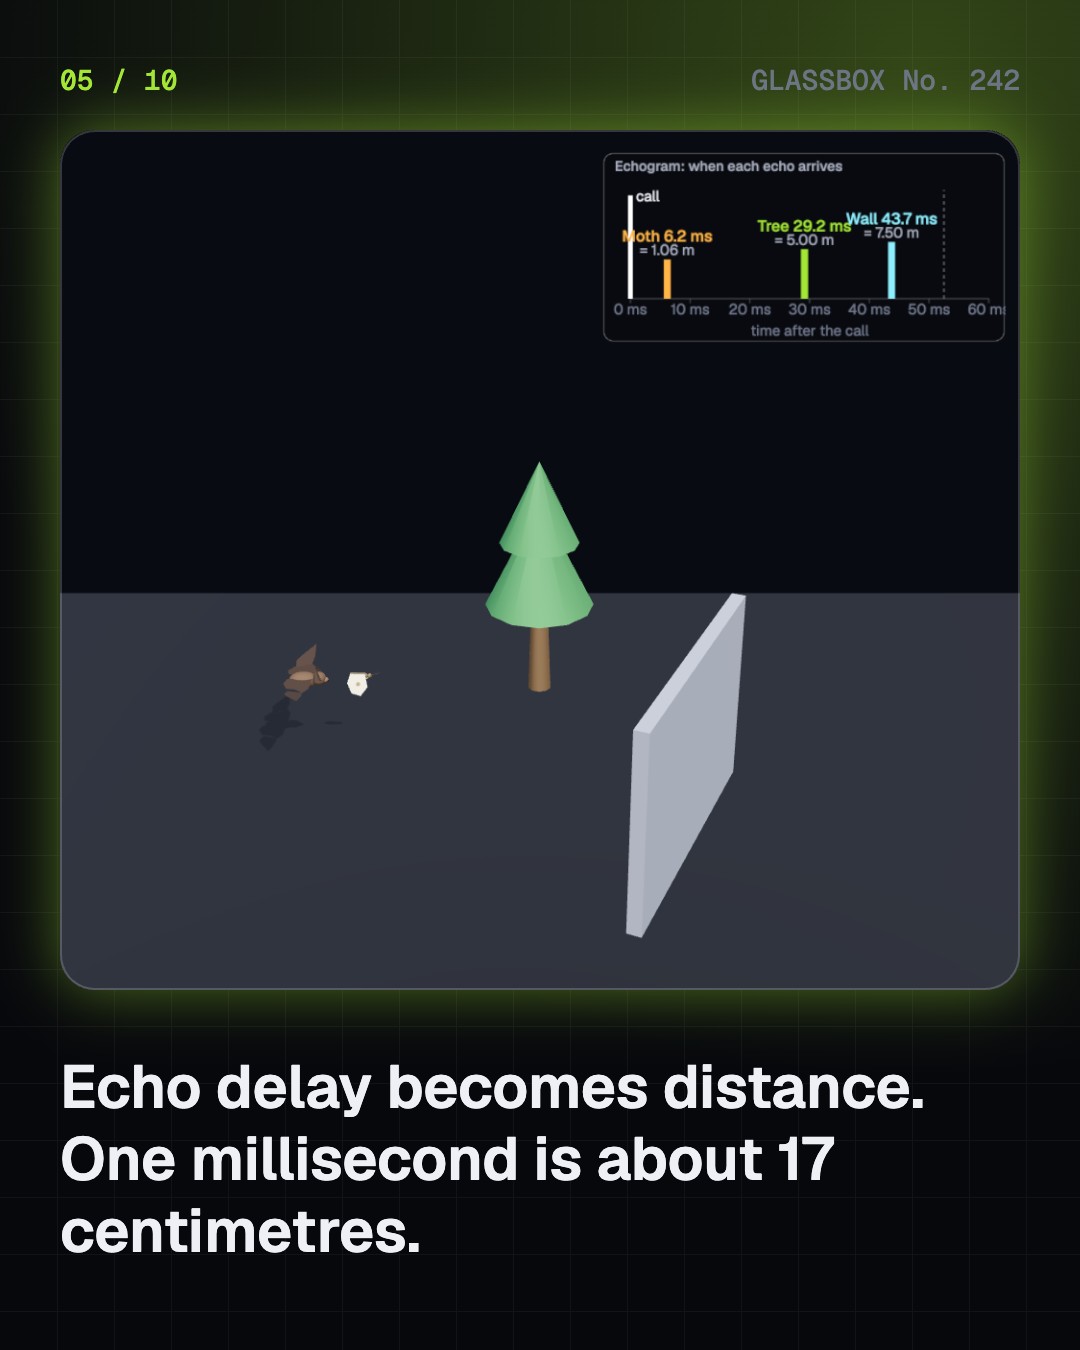 05 / 10
GLASSBOX No. 242
Echogram: when each echo arrives
call
Moth 6.2 ms
= 1.06 m
Tree 29.2 ms
= 5.00 m
Wall 43.7 ms
= 7.50 m
0 ms 10 ms 20 ms 30 ms 40 ms 50 ms 60 ms
time after the call
Echo delay becomes distance.
One millisecond is about 17
centimetres.